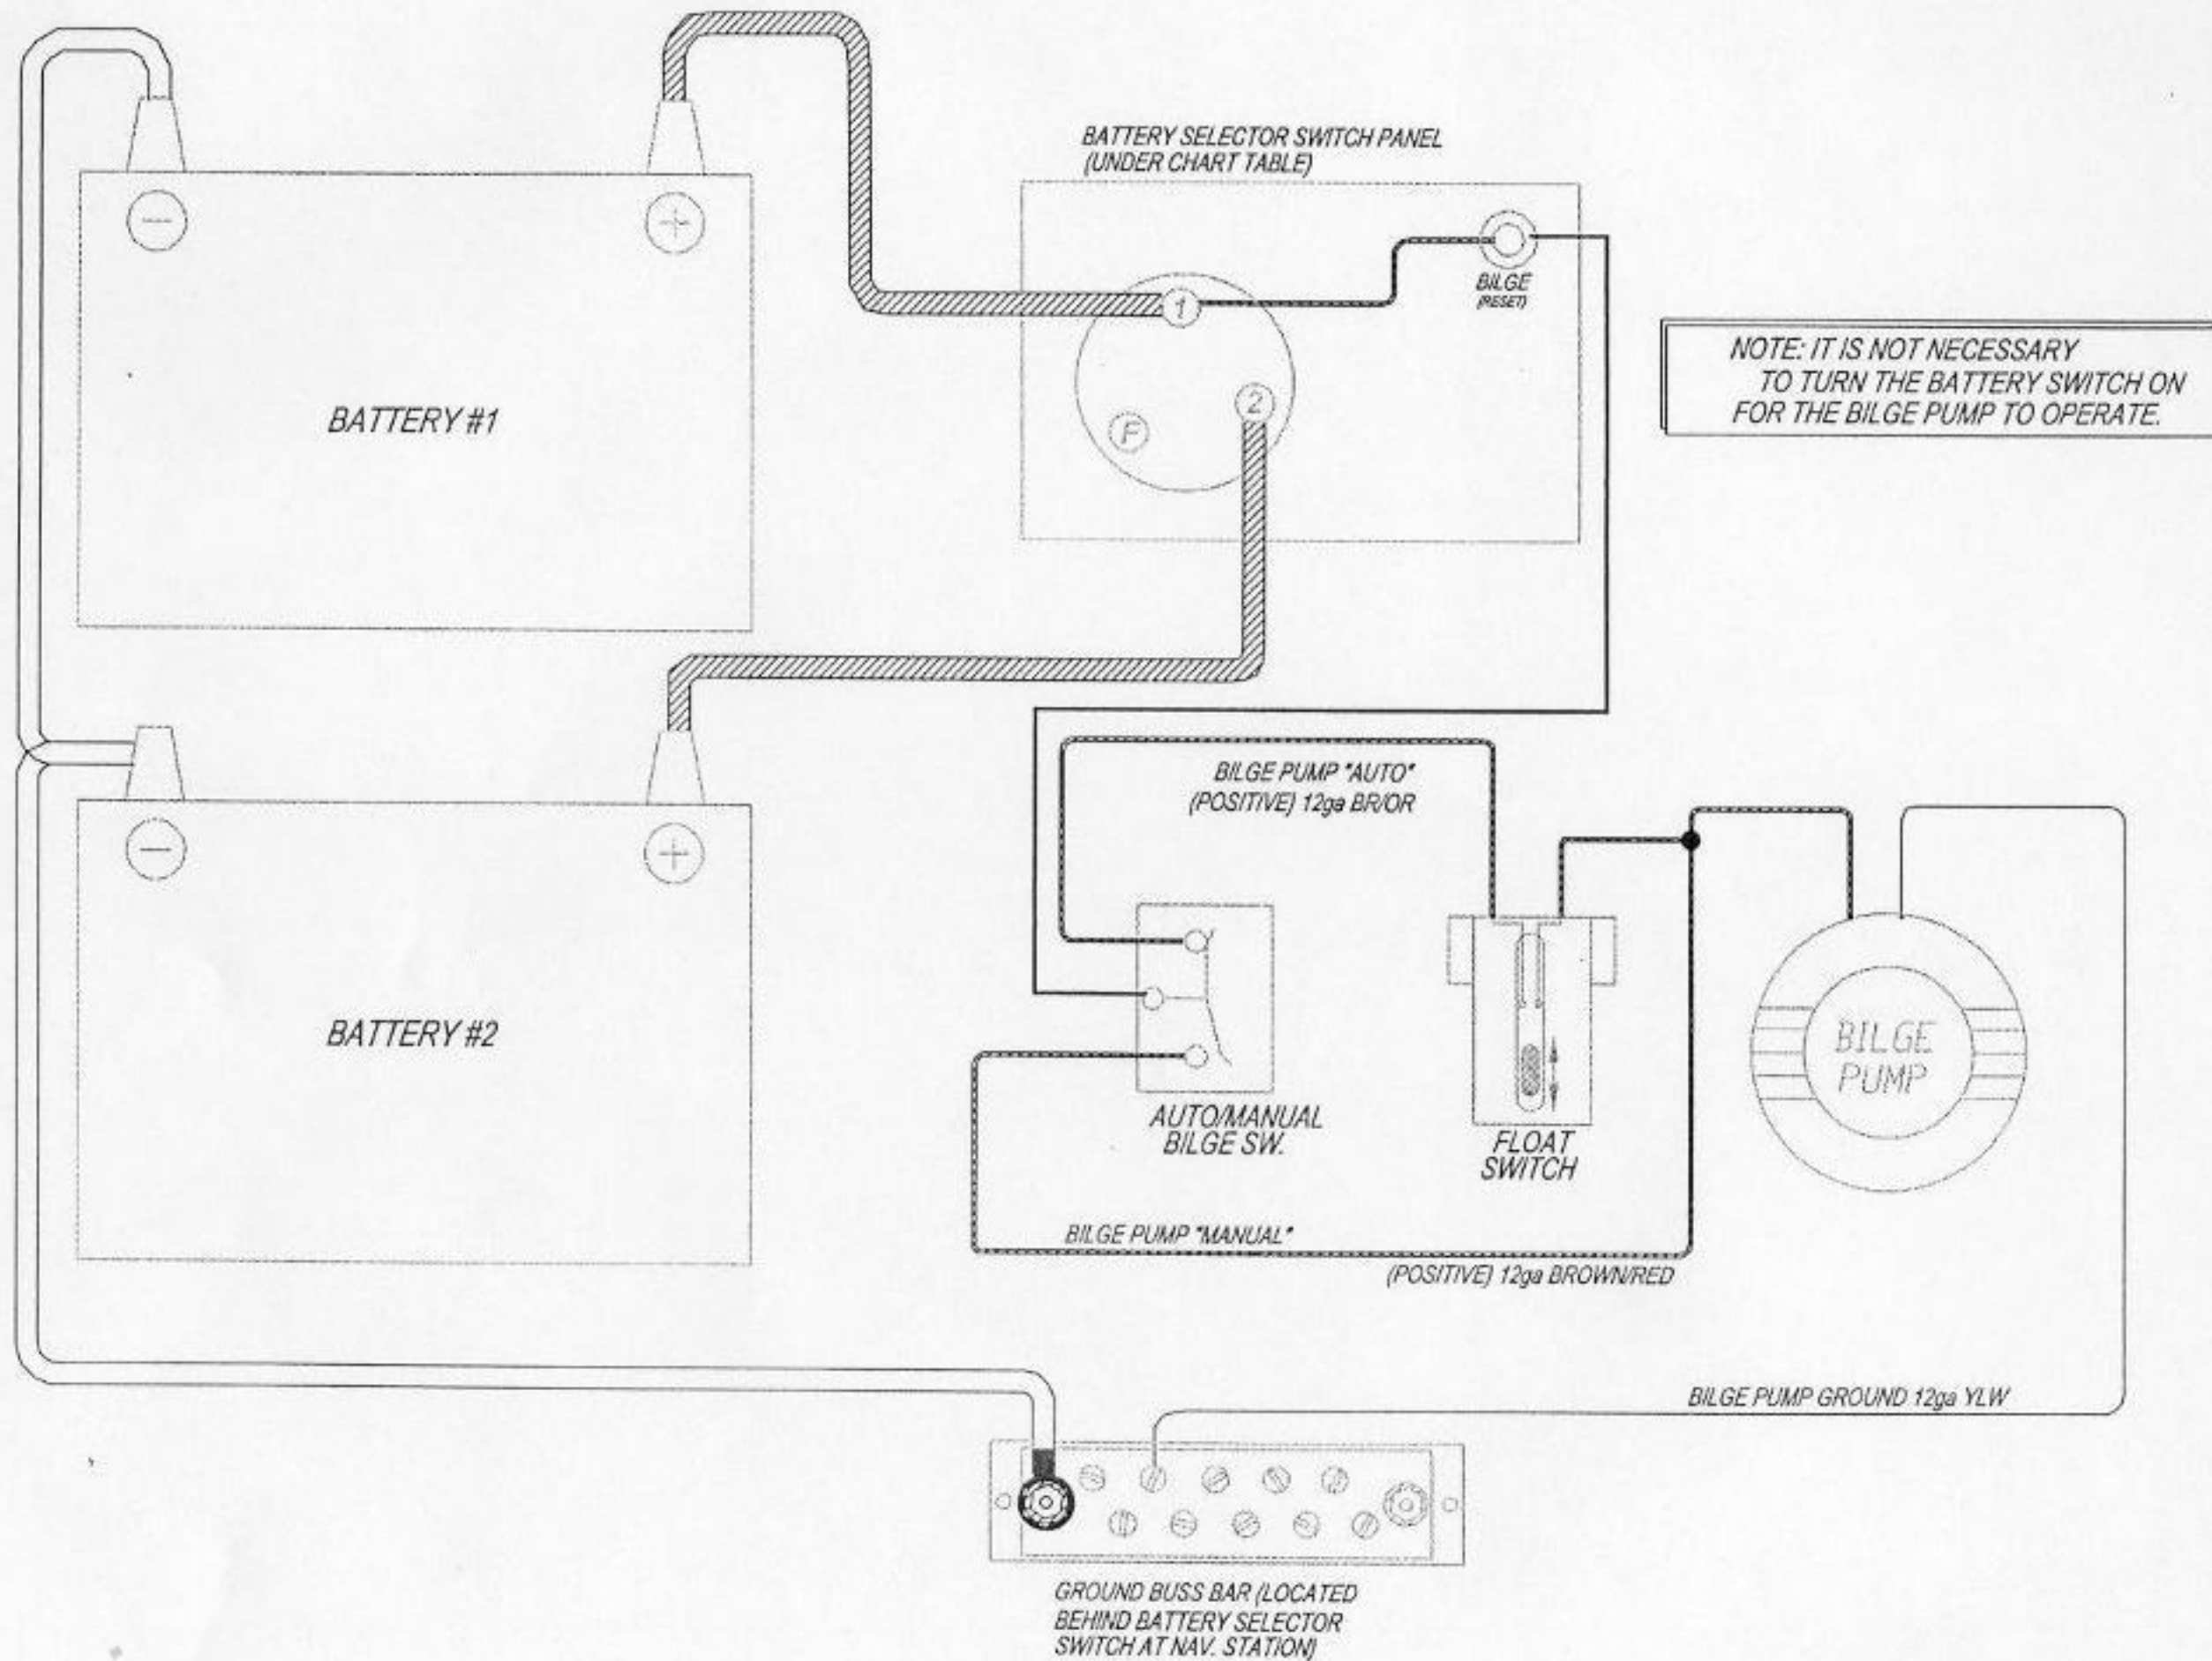 BATTERY SELECTOR SWITCH PANEL
(UNDER CHART TABLE)
BILGE
(RESET)
1
2
F
BATTERY #1
NOTE: IT IS NOT NECESSARY
TO TURN THE BATTERY SWITCH ON
FOR THE BILGE PUMP TO OPERATE.
BILGE PUMP "AUTO"
(POSITIVE) 12ga BR/OR
BATTERY #2
BILGE
PUMP
AUTO/MANUAL
BILGE SW.
FLOAT
SWITCH
BILGE PUMP "MANUAL"
(POSITIVE) 12ga BROWN/RED
BILGE PUMP GROUND 12ga YLW
GROUND BUSS BAR (LOCATED
BEHIND BATTERY SELECTOR
SWITCH AT NAV. STATION)